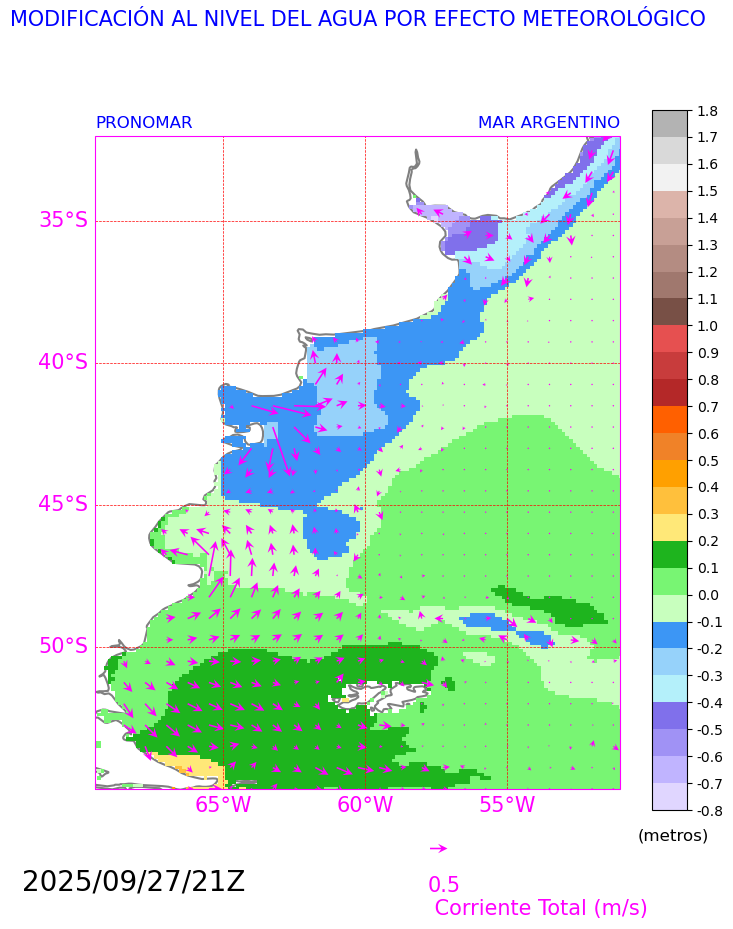 MODIFICACIÓN AL NIVEL DEL AGUA POR EFECTO METEOROLÓGICO
PRONOMAR
MAR ARGENTINO
35°S
40°S
45°S
50°S
65°W
60°W
55°W
1.8
1.7
1.6
1.5
1.4
1.3
1.2
1.1
1.0
0.9
0.8
0.7
0.6
0.5
0.4
0.3
0.2
0.1
0.0
-0.1
-0.2
-0.3
-0.4
-0.5
-0.6
-0.7
-0.8
(metros)
2025/09/27/21Z
0.5
Corriente Total (m/s)